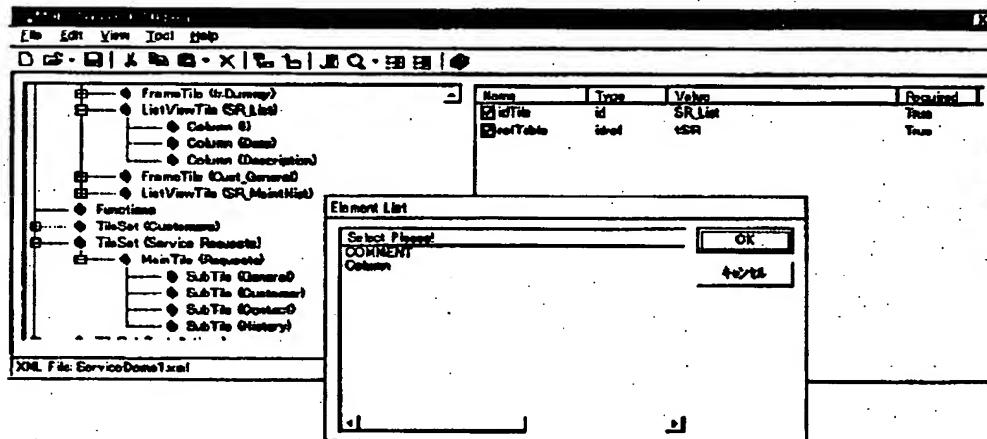 File Edit View Tool Help
FrameTile (fr.Dummy)
ListViewTile (SR_List)
Column (I)
Column (Date)
Column (Description)
FrameTile (Cust_General)
ListViewTile (SR_MaintHist)
Functions
TileSet (Customers)
TileSet (Service Requests)
MainTile (Requests)
SubTile (General)
SubTile (Customer)
SubTile (Contact)
SubTile (History)
XML File: ServiceDemo1.xml
Name Type Value Required
idTile id SR_List True
refTable idref tSR True
Element List
Select Please!
COMMENT
Column
OK
キャンセル